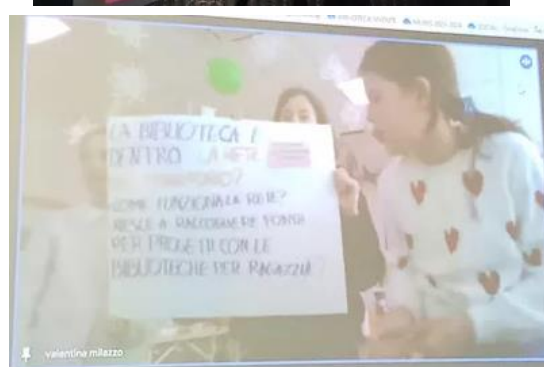 LA BIBLIOTECA È
DENTRO LA RETE
COME FUNZIONA LA RETE?
RIESCE A RACCOGLIERE FONDI
PER PROGETTI CON LE
BIBLIOTECHE PER RAGAZZI
valentina milazzo